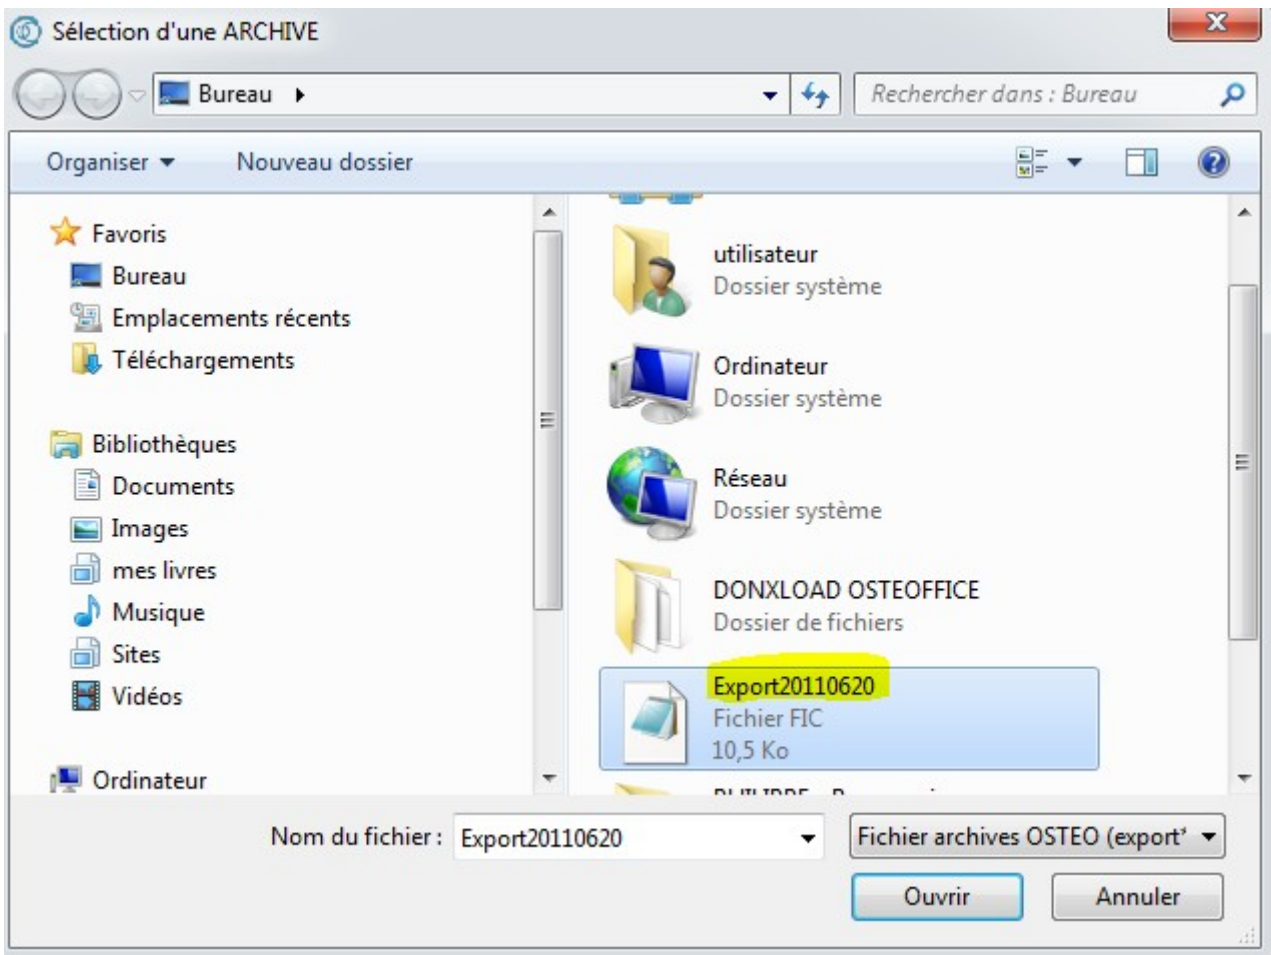 Sélection d'une ARCHIVE
Bureau
Rechercher dans : Bureau
Organiser
Nouveau dossier
Favoris
Bureau
Emplacements récents
Téléchargements
Bibliothèques
Documents
Images
mes livres
Musique
Sites
Vidéos
Ordinateur
utilisateur
Dossier système
Ordinateur
Dossier système
Réseau
Dossier système
DONXLOAD OSTEOFFICE
Dossier de fichiers
Export20110620
Fichier FIC
10,5 Ko
Nom du fichier :
Export20110620
Fichier archives OSTEO (export*
Ouvrir
Annuler